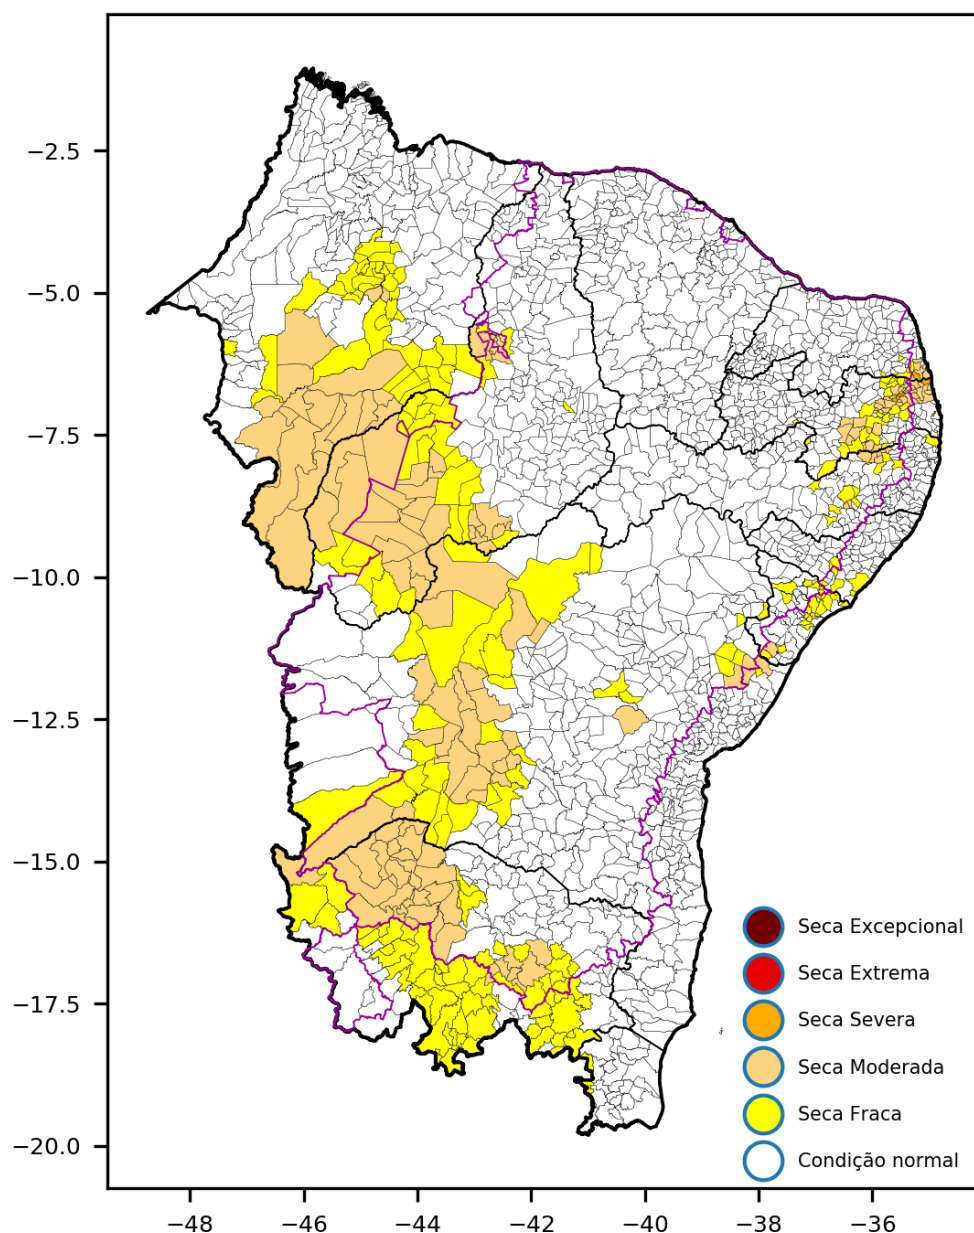 −2.5
−5.0
−7.5
−10.0
−12.5
−15.0
−17.5
−20.0
Seca Excepcional
Seca Extrema
Seca Severa
Seca Moderada
Seca Fraca
Condição normal
−48 −46 −44 −42 −40 −38 −36